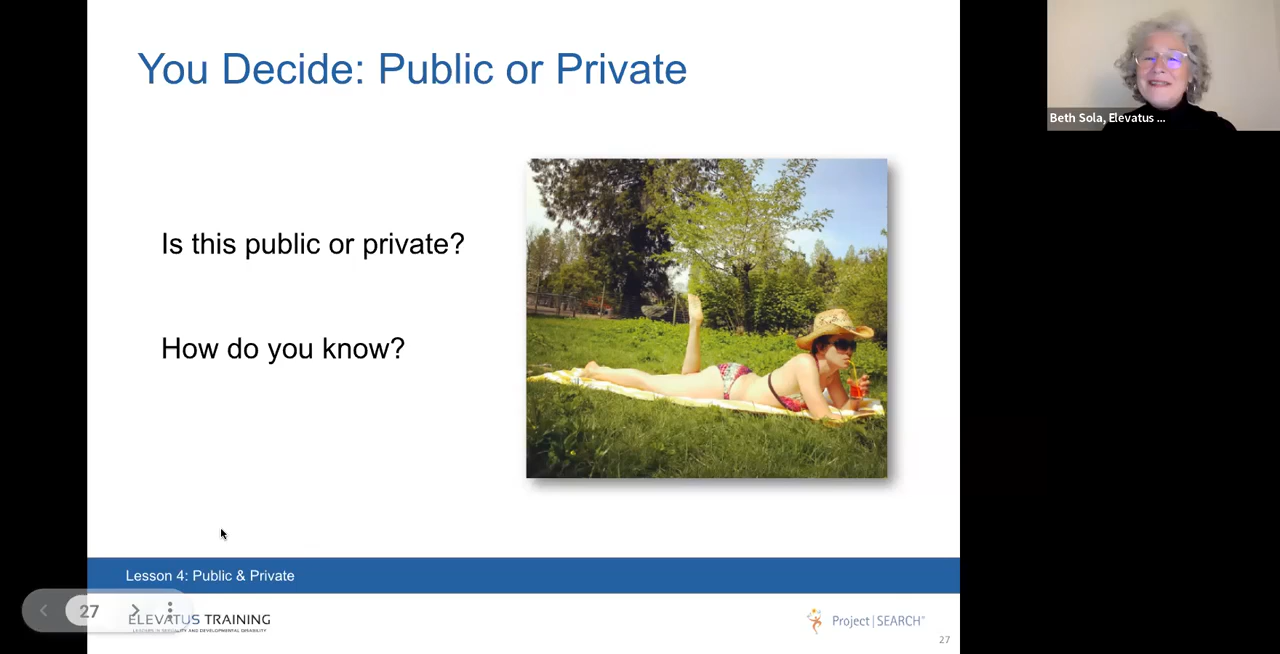 You Decide: Public or Private
Beth Sola, Elevatus ...
Is this public or private?
How do you know?
Lesson 4: Public & Private
27
ELEVATUS TRAINING
LEADERS IN SEXUALITY AND DEVELOPMENTAL DISABILITY
Project|SEARCH
27